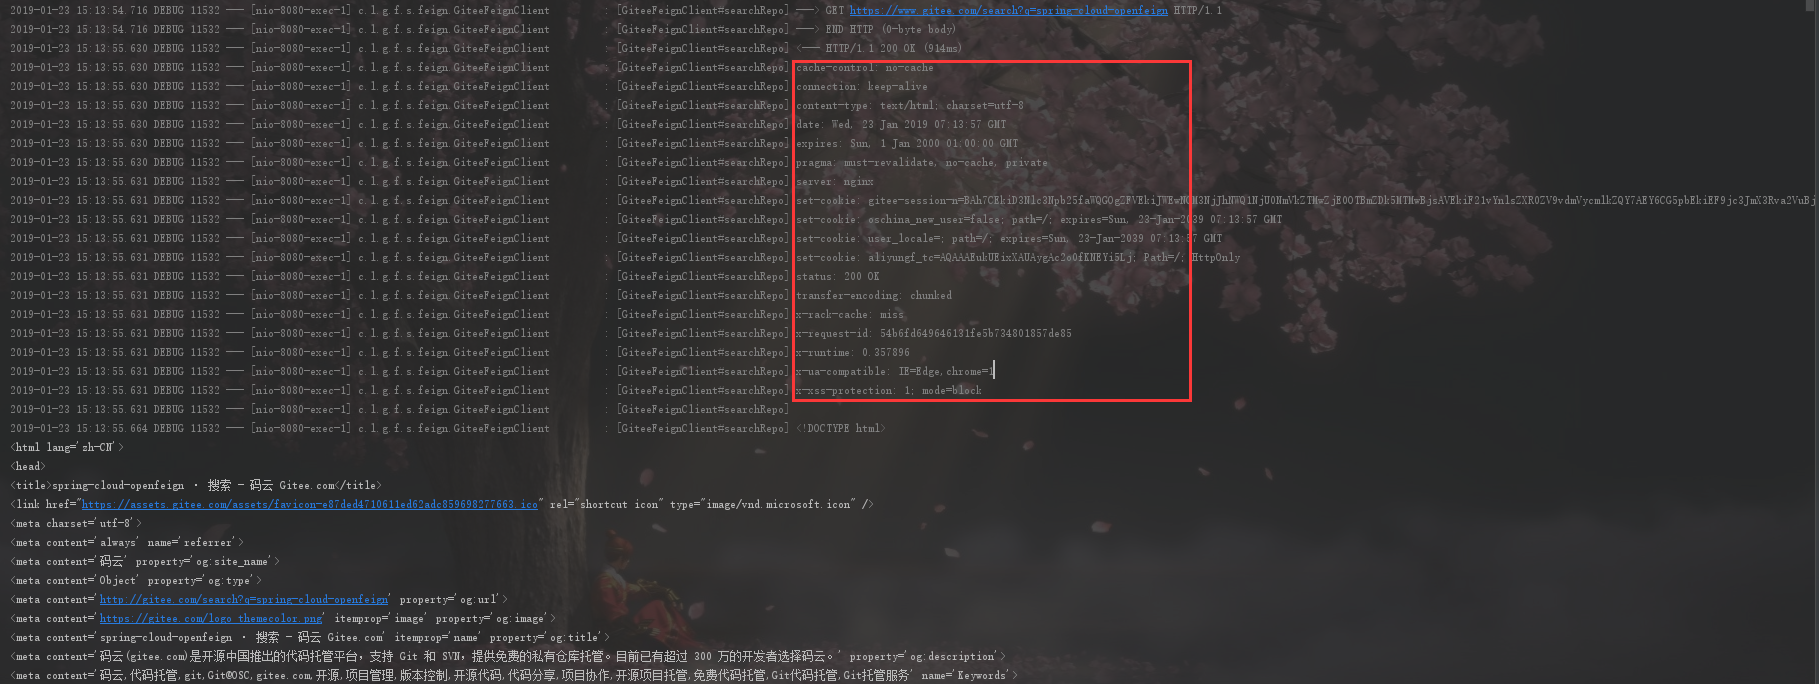 2019-01-23 15:13:54.716 DEBUG 11532 --- [nio-8080-exec-1] c.l.g.f.s.feign.GiteeFeignClient : [GiteeFeignClient#searchRepo] ---> GET https://www.gitee.com/search?q=spring-cloud-openfeign HTTP/1.1
2019-01-23 15:13:54.716 DEBUG 11532 --- [nio-8080-exec-1] c.l.g.f.s.feign.GiteeFeignClient : [GiteeFeignClient#searchRepo] ---> END HTTP (0-byte body)
2019-01-23 15:13:55.630 DEBUG 11532 --- [nio-8080-exec-1] c.l.g.f.s.feign.GiteeFeignClient : [GiteeFeignClient#searchRepo] <--- HTTP/1.1 200 OK (914ms)
2019-01-23 15:13:55.630 DEBUG 11532 --- [nio-8080-exec-1] c.l.g.f.s.feign.GiteeFeignClient : [GiteeFeignClient#searchRepo] cache-control: no-cache
2019-01-23 15:13:55.630 DEBUG 11532 --- [nio-8080-exec-1] c.l.g.f.s.feign.GiteeFeignClient : [GiteeFeignClient#searchRepo] connection: keep-alive
2019-01-23 15:13:55.630 DEBUG 11532 --- [nio-8080-exec-1] c.l.g.f.s.feign.GiteeFeignClient : [GiteeFeignClient#searchRepo] content-type: text/html; charset=utf-8
2019-01-23 15:13:55.630 DEBUG 11532 --- [nio-8080-exec-1] c.l.g.f.s.feign.GiteeFeignClient : [GiteeFeignClient#searchRepo] date: Wed, 23 Jan 2019 07:13:57 GMT
2019-01-23 15:13:55.630 DEBUG 11532 --- [nio-8080-exec-1] c.l.g.f.s.feign.GiteeFeignClient : [GiteeFeignClient#searchRepo] expires: Sun, 1 Jan 2000 01:00:00 GMT
2019-01-23 15:13:55.630 DEBUG 11532 --- [nio-8080-exec-1] c.l.g.f.s.feign.GiteeFeignClient : [GiteeFeignClient#searchRepo] pragma: must-revalidate, no-cache, private
2019-01-23 15:13:55.631 DEBUG 11532 --- [nio-8080-exec-1] c.l.g.f.s.feign.GiteeFeignClient : [GiteeFeignClient#searchRepo] server: nginx
2019-01-23 15:13:55.631 DEBUG 11532 --- [nio-8080-exec-1] c.l.g.f.s.feign.GiteeFeignClient : [GiteeFeignClient#searchRepo] set-cookie:
2019-01-23 15:13:55.631 DEBUG 11532 --- [nio-8080-exec-1] c.l.g.f.s.feign.GiteeFeignClient : [GiteeFeignClient#searchRepo] set-cookie: oschina_new_user=false; path=/; expires=Sun, 23-Jan-2039 07:13:57 GMT
2019-01-23 15:13:55.631 DEBUG 11532 --- [nio-8080-exec-1] c.l.g.f.s.feign.GiteeFeignClient : [GiteeFeignClient#searchRepo] set-cookie: user_locale=; path=/; expires=Sun, 23-Jan-2039 07:13:57 GMT
2019-01-23 15:13:55.631 DEBUG 11532 --- [nio-8080-exec-1] c.l.g.f.s.feign.GiteeFeignClient : [GiteeFeignClient#searchRepo] set-cookie: Path=/; HttpOnly
2019-01-23 15:13:55.631 DEBUG 11532 --- [nio-8080-exec-1] c.l.g.f.s.feign.GiteeFeignClient : [GiteeFeignClient#searchRepo] status: 200 OK
2019-01-23 15:13:55.631 DEBUG 11532 --- [nio-8080-exec-1] c.l.g.f.s.feign.GiteeFeignClient : [GiteeFeignClient#searchRepo] transfer-encoding: chunked
2019-01-23 15:13:55.631 DEBUG 11532 --- [nio-8080-exec-1] c.l.g.f.s.feign.GiteeFeignClient : [GiteeFeignClient#searchRepo] x-rack-cache: miss
2019-01-23 15:13:55.631 DEBUG 11532 --- [nio-8080-exec-1] c.l.g.f.s.feign.GiteeFeignClient : [GiteeFeignClient#searchRepo] x-request-id: 54b6fd649646131fe5b734801857de85
2019-01-23 15:13:55.631 DEBUG 11532 --- [nio-8080-exec-1] c.l.g.f.s.feign.GiteeFeignClient : [GiteeFeignClient#searchRepo] x-runtime: 0.357896
2019-01-23 15:13:55.631 DEBUG 11532 --- [nio-8080-exec-1] c.l.g.f.s.feign.GiteeFeignClient : [GiteeFeignClient#searchRepo] x-ua-compatible: IE=Edge,chrome=1
2019-01-23 15:13:55.631 DEBUG 11532 --- [nio-8080-exec-1] c.l.g.f.s.feign.GiteeFeignClient : [GiteeFeignClient#searchRepo] x-xss-protection: 1; mode=block
2019-01-23 15:13:55.631 DEBUG 11532 --- [nio-8080-exec-1] c.l.g.f.s.feign.GiteeFeignClient : [GiteeFeignClient#searchRepo]
2019-01-23 15:13:55.664 DEBUG 11532 --- [nio-8080-exec-1] c.l.g.f.s.feign.GiteeFeignClient : [GiteeFeignClient#searchRepo] <!DOCTYPE html>
<html lang='zh-CN'>
<head>
<title>spring-cloud-openfeign · 搜索 - 码云 Gitee.com</title>
<link href="https://assets.gitee.com/assets/favicon-e87ded4710611ed62adc859698277663.ico" rel="shortcut icon" type="image/vnd.microsoft.icon" />
<meta charset='utf-8'>
<meta content='always' name='referrer'>
<meta content='码云' property='og:site_name'>
<meta content='Object' property='og:type'>
<meta content='http://gitee.com/search?q=spring-cloud-openfeign' property='og:url'>
<meta content='https://gitee.com/logo_themecolor.png' itemprop='image' property='og:image'>
<meta content='spring-cloud-openfeign · 搜索 - 码云 Gitee.com' itemprop='name' property='og:title'>
<meta content='码云(gitee.com)是开源中国推出的代码托管平台，支持 Git 和 SVN，提供免费的私有仓库托管。目前已有超过 300 万的开发者选择码云。' property='og:description'>
<meta content='码云,代码托管,git,Git@OSC,gitee.com,开源,项目管理,版本控制,开源代码,代码分享,项目协作,开源项目托管,免费代码托管,Git代码托管,Git托管服务' name='Keywords'>